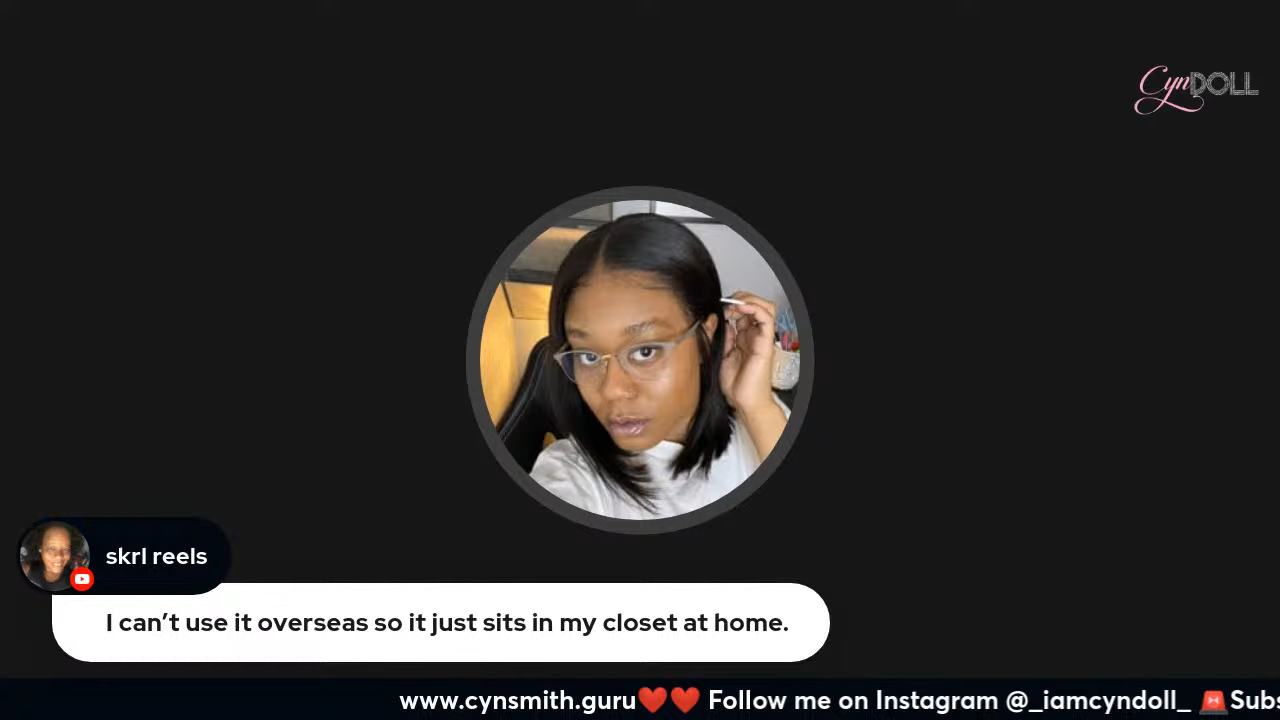 CynDOLL
skrl reels
I can’t use it overseas so it just sits in my closet at home.
www.cynsmith.guru❤️❤️ Follow me on Instagram @_iamcyndoll_ 🚨Subs